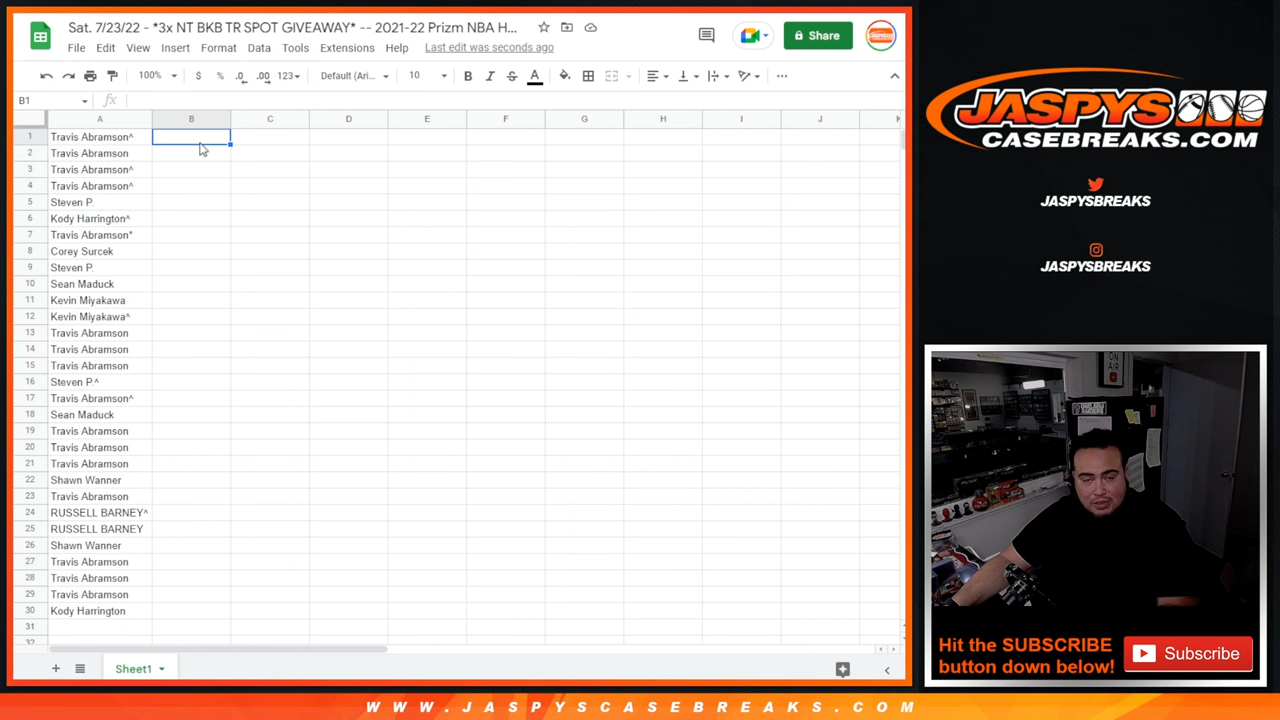 Sat. 7/23/22 - *3x NT BKB TR SPOT GIVEAWAY* -- 2021-22 Prizm NBA H...
File Edit View Insert Format Data Tools Extensions Help Last edit was seconds ago
Share
100% $ % .0 .00 123 Default (Ari... 10 B I S A
B1 fx
A B C D E F G H I J K
1 Travis Abramson^
2 Travis Abramson
3 Travis Abramson^
4 Travis Abramson^
5 Steven P.
6 Kody Harrington^
7 Travis Abramson*
8 Corey Surcek
9 Steven P.
10 Sean Maduck
11 Kevin Miyakawa
12 Kevin Miyakawa^
13 Travis Abramson
14 Travis Abramson
15 Travis Abramson
16 Steven P.^
17 Travis Abramson^
18 Sean Maduck
19 Travis Abramson
20 Travis Abramson
21 Travis Abramson
22 Shawn Wanner
23 Travis Abramson
24 RUSSELL BARNEY^
25 RUSSELL BARNEY
26 Shawn Wanner
27 Travis Abramson
28 Travis Abramson
29 Travis Abramson
30 Kody Harrington
31
32
Sheet1
JASPYS
CASEBREAKS.COM
JASPYSBREAKS
JASPYSBREAKS
ON AIR
Hit the SUBSCRIBE
button down below!
Subscribe
WWW.JASPYSCASEBREAKS.COM